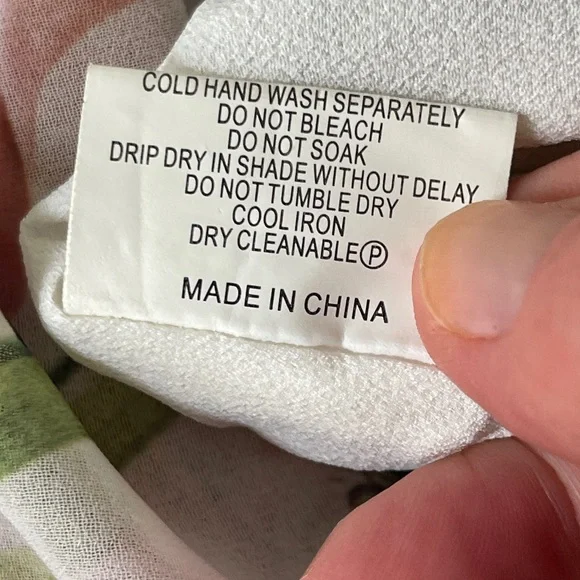 COLD HAND WASH SEPARATELY
DO NOT BLEACH
DO NOT SOAK
DRIP DRY IN SHADE WITHOUT DELAY
DO NOT TUMBLE DRY
COOL IRON
DRY CLEANABLE Ⓟ
MADE IN CHINA